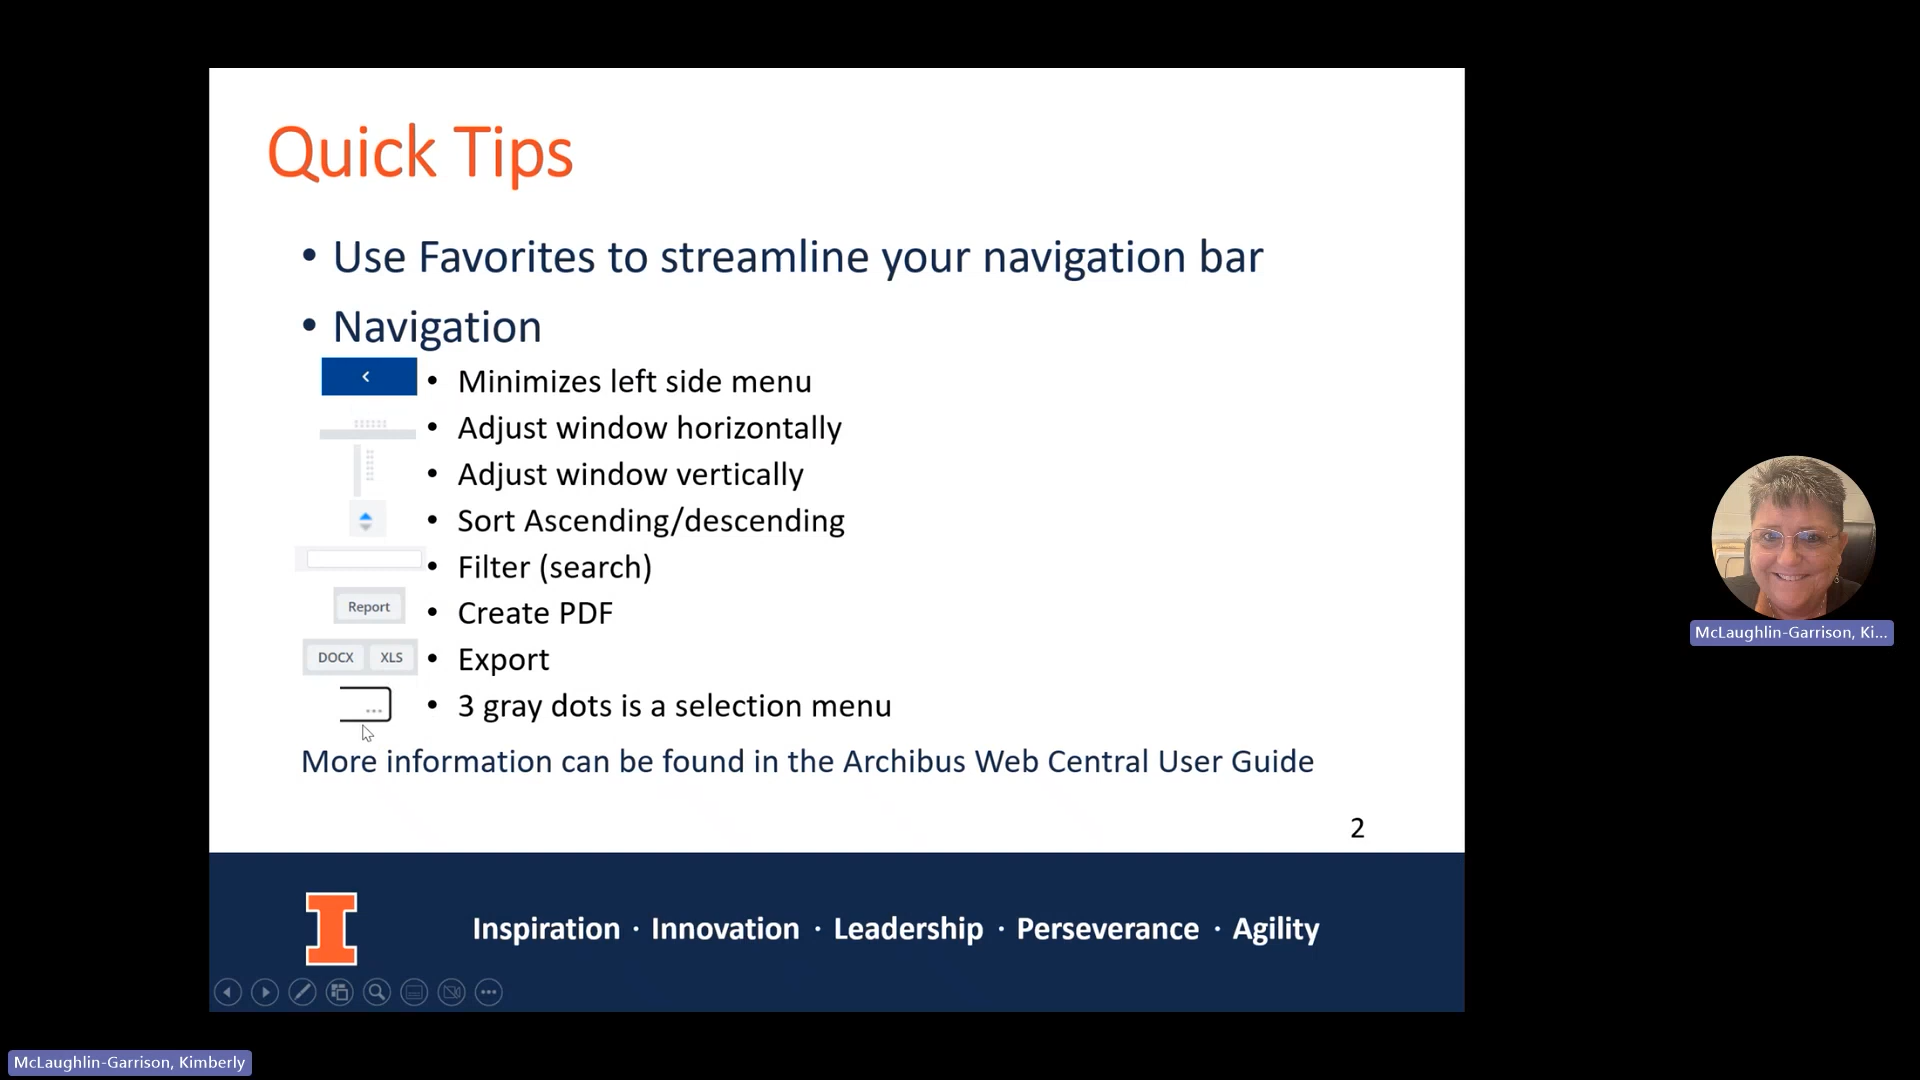 Quick Tips
• Use Favorites to streamline your navigation bar
• Navigation
• Minimizes left side menu
• Adjust window horizontally
• Adjust window vertically
• Sort Ascending/descending
• Filter (search)
Report • Create PDF
DOCX XLS • Export
... • 3 gray dots is a selection menu
More information can be found in the Archibus Web Central User Guide
2
I Inspiration · Innovation · Leadership · Perseverance · Agility
McLaughlin-Garrison, Ki...
McLaughlin-Garrison, Kimberly